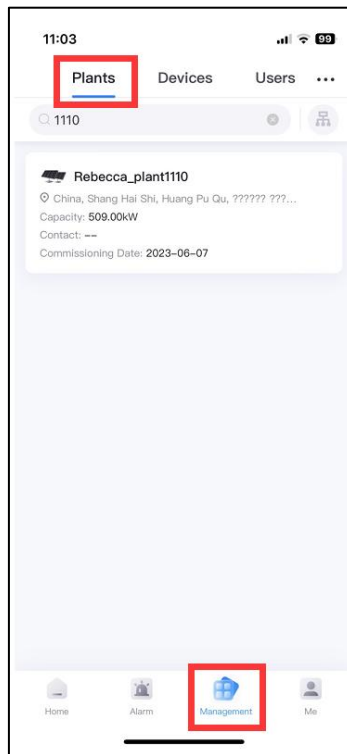 11:03
99
Plants Devices Users ...
1110
Rebecca_plant1110
China, Shang Hai Shi, Huang Pu Qu, ?????? ???...
Capacity: 509.00kW
Contact: --
Commissioning Date: 2023-06-07
Home Alarm Management Me